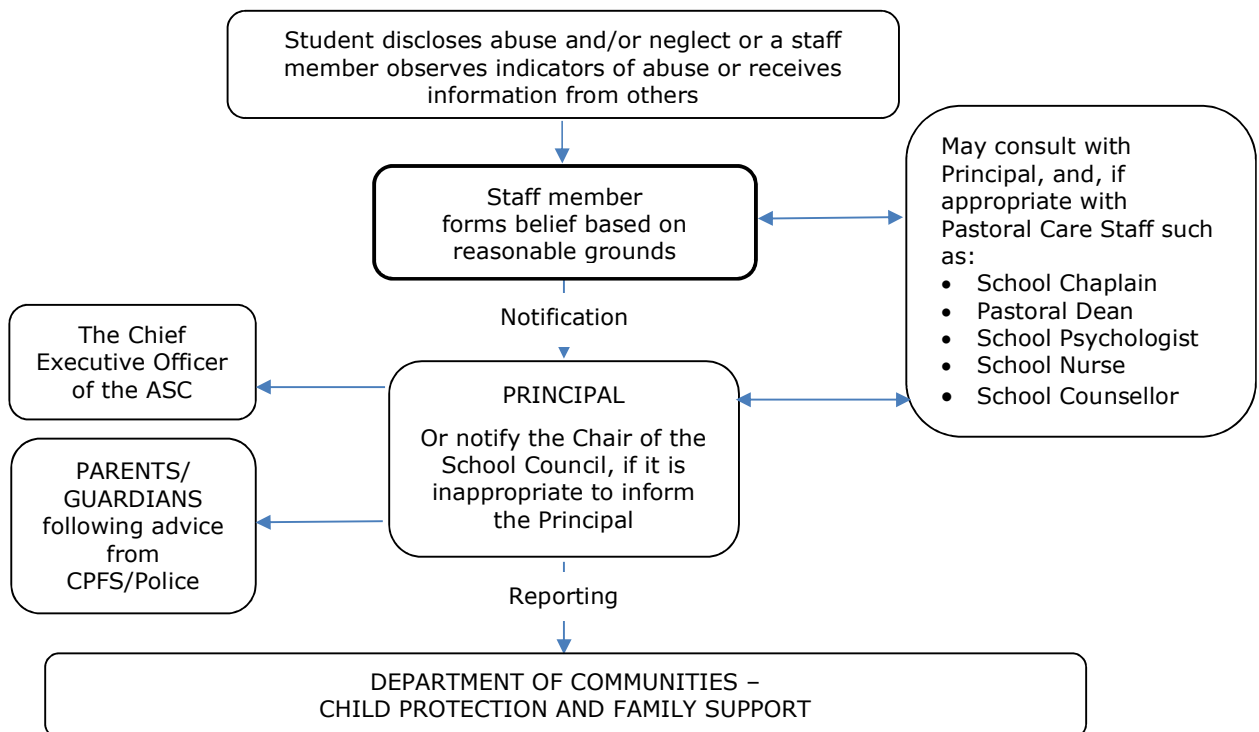 Student discloses abuse and/or neglect or a staff
member observes indicators of abuse or receives
information from others
May consult with
Principal, and, if
appropriate with
Pastoral Care Staff such
as:
• School Chaplain
• Pastoral Dean
• School Psychologist
• School Nurse
• School Counsellor
Staff member
forms belief based on
reasonable grounds
Notification
The Chief
Executive Officer
of the ASC
PRINCIPAL
Or notify the Chair of the
School Council, if it is
inappropriate to inform
the Principal
PARENTS/
GUARDIANS
following advice
from
CPFS/Police
Reporting
DEPARTMENT OF COMMUNITIES –
CHILD PROTECTION AND FAMILY SUPPORT